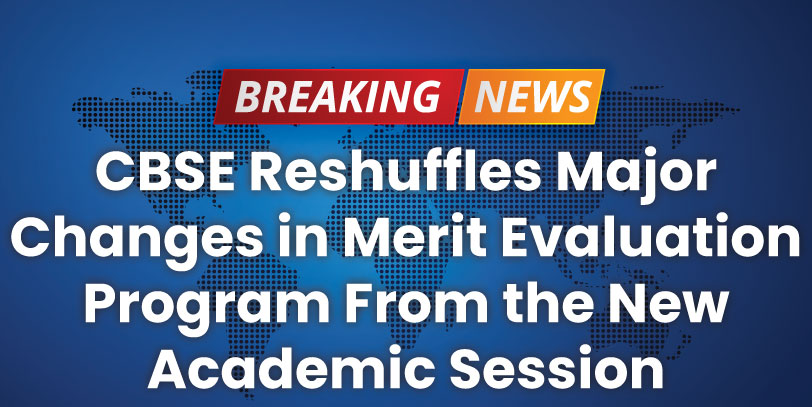 BREAKING NEWS
CBSE Reshuffles Major
Changes in Merit Evaluation
Program From the New
Academic Session